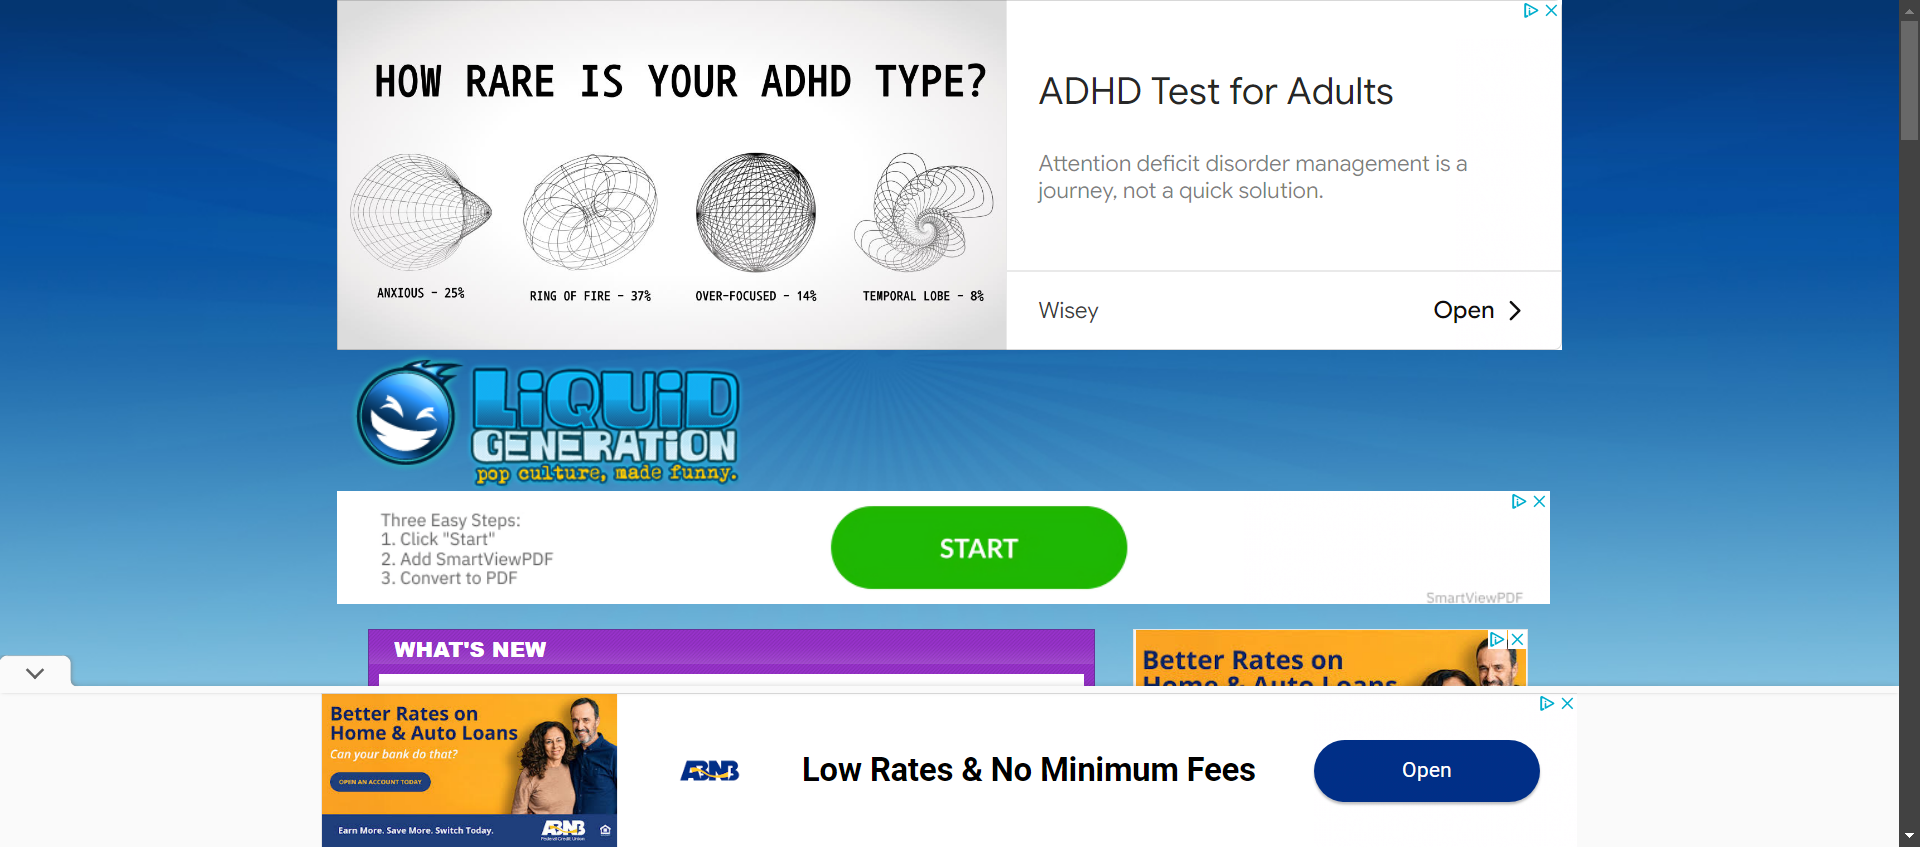 HOW RARE IS YOUR ADHD TYPE?
ANXIOUS - 25%
RING OF FIRE - 37%
OVER-FOCUSED - 14%
TEMPORAL LOBE - 8%
ADHD Test for Adults
Attention deficit disorder management is a
journey, not a quick solution.
Wisey
Open
LiQUiD
GENERATiON
pop culture, made funny.
Three Easy Steps:
1. Click "Start"
2. Add SmartViewPDF
3. Convert to PDF
START
SmartViewPDF
WHAT'S NEW
Better Rates on
Home & Auto Loans
Better Rates on
Home & Auto Loans
Can your bank do that?
OPEN AN ACCOUNT TODAY
Earn More. Save More. Switch Today.
ABNB
Federal Credit Union
ABNB
Low Rates & No Minimum Fees
Open